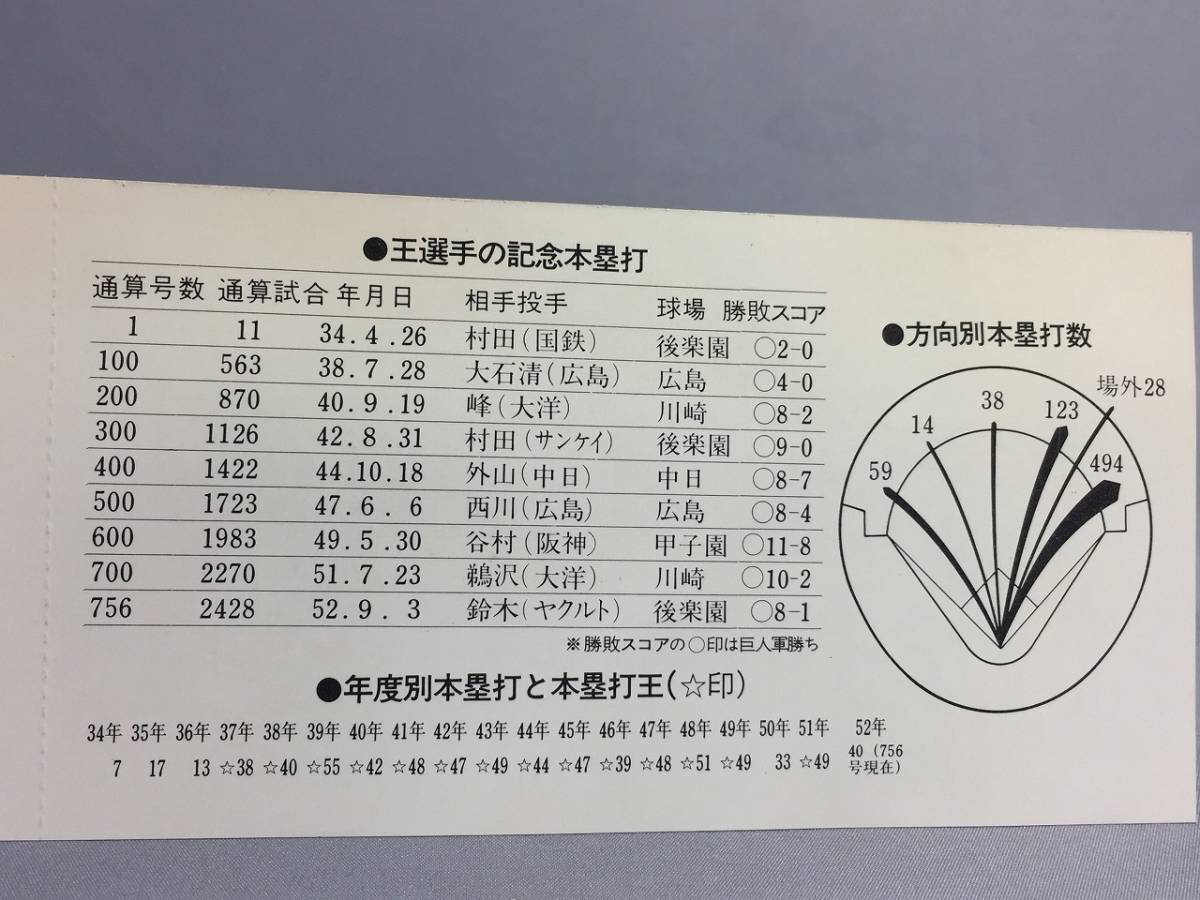 ●王選手の記念本塁打
通算号数 通算試合 年月日 相手投手 球場 勝敗スコア
1 11 34.4.26 村田(国鉄) 後楽園 ○2-0
100 563 38.7.28 大石清(広島) 広島 ○4-0
200 870 40.9.19 峰(大洋) 川崎 ○8-2
300 1126 42.8.31 村田(サンケイ) 後楽園 ○9-0
400 1422 44.10.18 外山(中日) 中日 ○8-7
500 1723 47.6.6 西川(広島) 広島 ○8-4
600 1983 49.5.30 谷村(阪神) 甲子園 ○11-8
700 2270 51.7.23 鵜沢(大洋) 川崎 ○10-2
756 2428 52.9.3 鈴木(ヤクルト) 後楽園 ○8-1
※勝敗スコアの○印は巨人軍勝ち
●方向別本塁打数
59
14
38
123
場外28
494
●年度別本塁打と本塁打王(☆印)
34年 35年 36年 37年 38年 39年 40年 41年 42年 43年 44年 45年 46年 47年 48年 49年 50年 51年 52年
7 17 13 ☆38 ☆40 ☆55 ☆42 ☆48 ☆47 ☆49 ☆44 ☆47 ☆39 ☆48 ☆51 ☆49 33 ☆49 40(756
号現在)